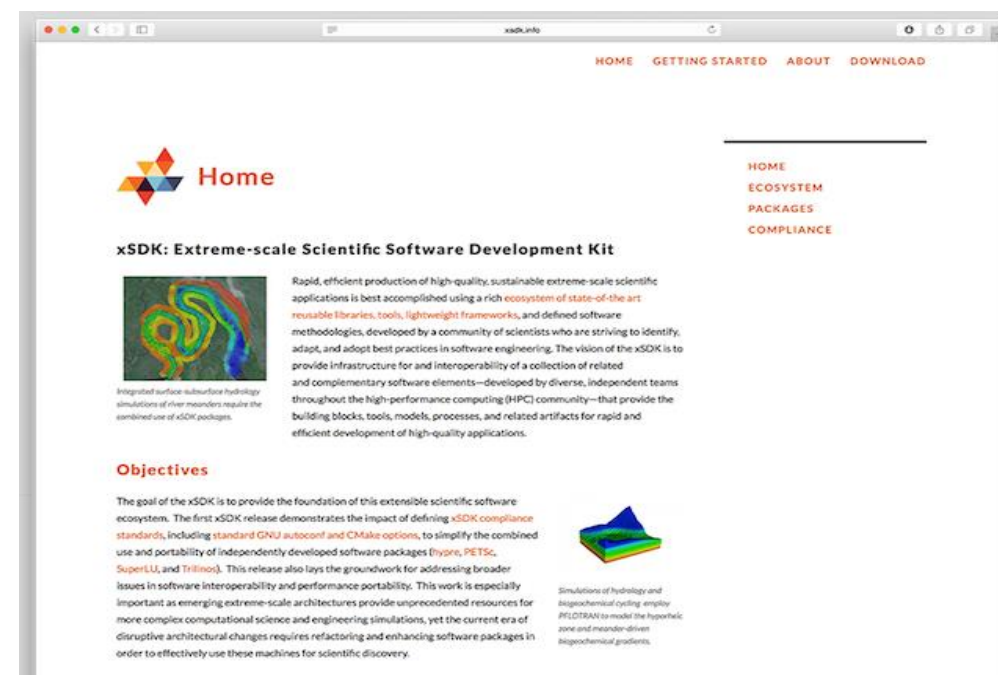 xsdk.info
HOME GETTING STARTED ABOUT DOWNLOAD
Home
HOME
ECOSYSTEM
PACKAGES
COMPLIANCE
xSDK: Extreme-scale Scientific Software Development Kit
Rapid, efficient production of high-quality, sustainable extreme-scale scientific
applications is best accomplished using a rich ecosystem of state-of-the art
reusable libraries, tools, lightweight frameworks, and defined software
methodologies, developed by a community of scientists who are striving to identify,
adapt, and adopt best practices in software engineering. The vision of the xSDK is to
provide infrastructure for and interoperability of a collection of related
and complementary software elements—developed by diverse, independent teams
throughout the high-performance computing (HPC) community—that provide the
building blocks, tools, models, processes, and related artifacts for rapid and
efficient development of high-quality applications.
Integrated surface-subsurface hydrology
simulations of river meanders require the
combined use of xSDK packages.
Objectives
The goal of the xSDK is to provide the foundation of this extensible scientific software
ecosystem. The first xSDK release demonstrates the impact of defining xSDK compliance
standards, including standard GNU autoconf and CMake options, to simplify the combined
use and portability of independently developed software packages (hypre, PETSc,
SuperLU, and Trilinos). This release also lays the groundwork for addressing broader
issues in software interoperability and performance portability. This work is especially
important as emerging extreme-scale architectures provide unprecedented resources for
more complex computational science and engineering simulations, yet the current era of
disruptive architectural changes requires refactoring and enhancing software packages in
order to effectively use these machines for scientific discovery.
Simulations of hydrology and
biogeochemical cycling employ
PFLOTRAN to model the hyporheic
zone and meander-driven
biogeochemical gradients.